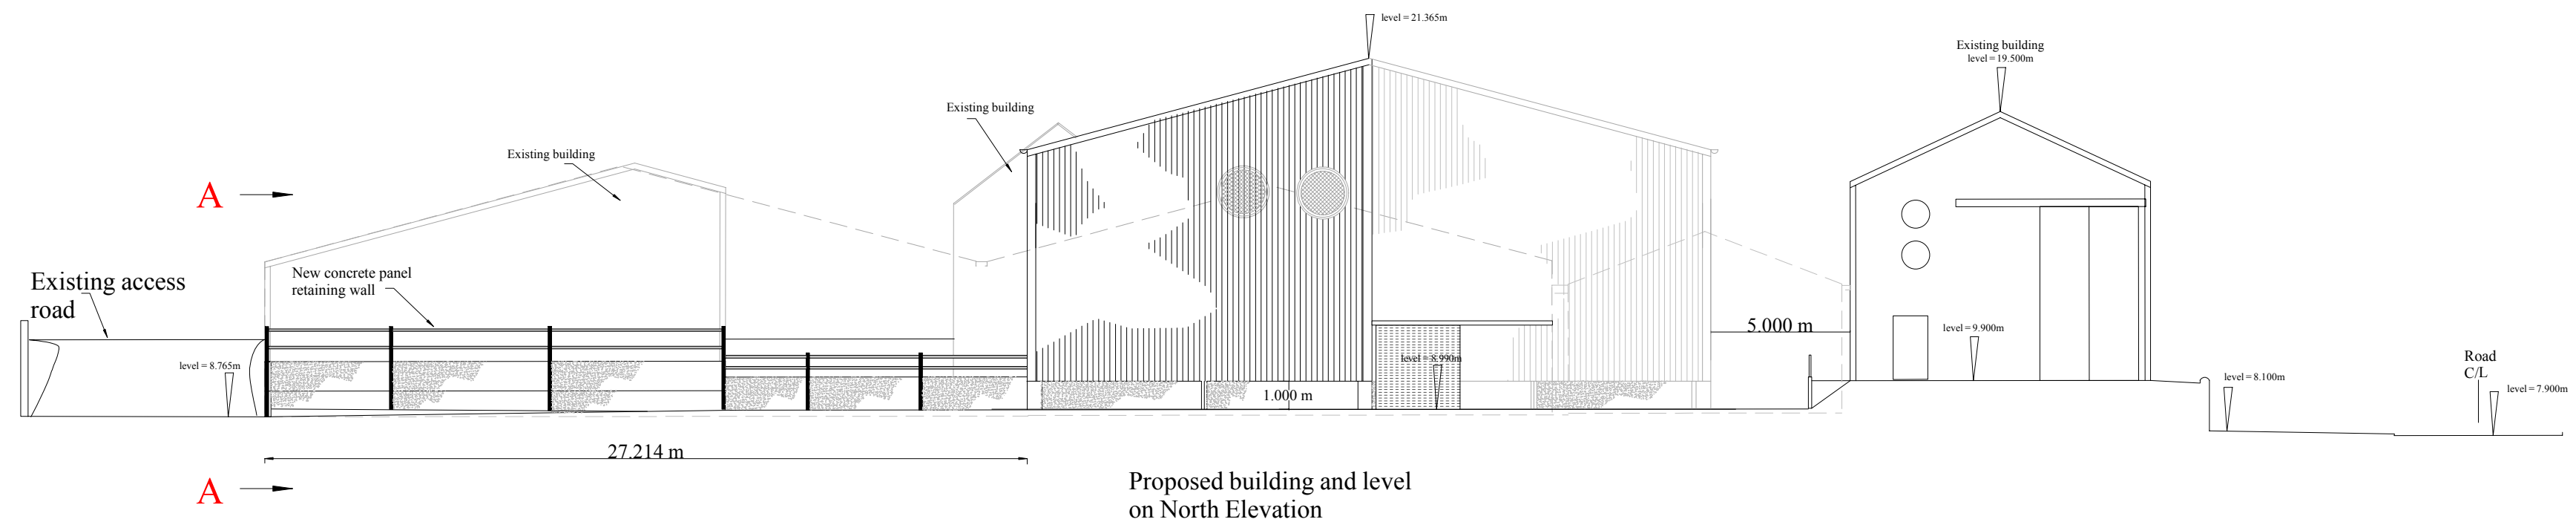 level = 21.365m
Existing building
level = 19.500m
Existing building
Existing building
A
Existing access
road
New concrete panel
retaining wall
5.000 m
level = 9.900m
level = 8.765m
level = 8.990m
Road
C/L
level = 8.100m
level = 7.900m
1.000 m
27.214 m
A
Proposed building and level
on North Elevation